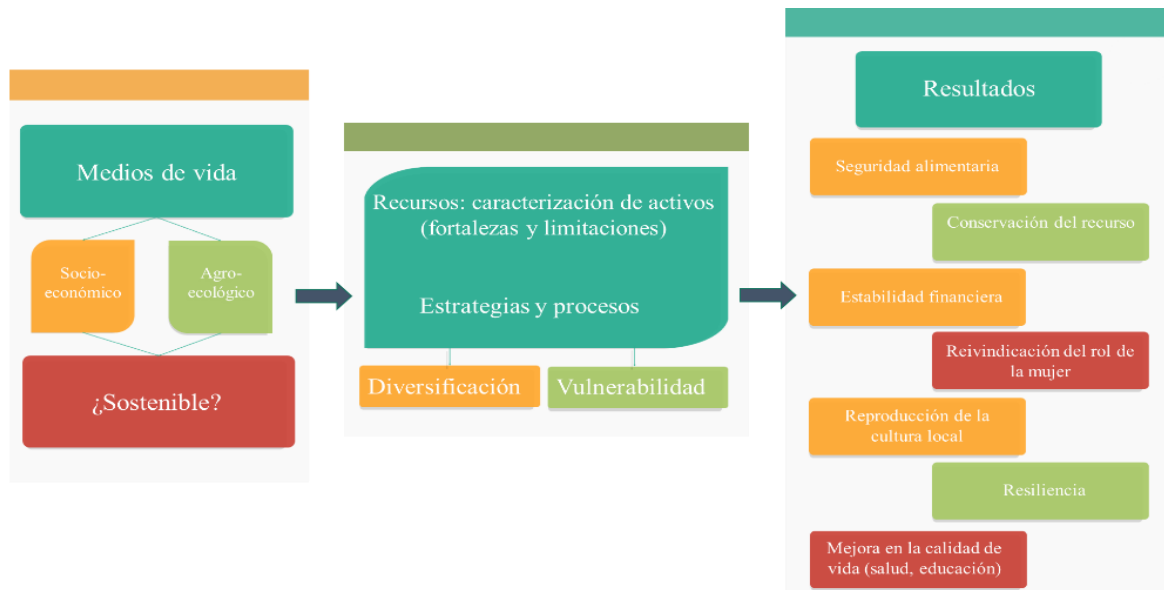 Medios de vida
Socio-
económico
Agro-
ecológico
¿Sostenible?
Recursos: caracterización de activos
(fortalezas y limitaciones)
Estrategias y procesos
Diversificación
Vulnerabilidad
Resultados
Seguridad alimentaria
Conservación del recurso
Estabilidad financiera
Reivindicación del rol de
la mujer
Reproducción de la
cultura local
Resiliencia
Mejora en la calidad de
vida (salud, educación)